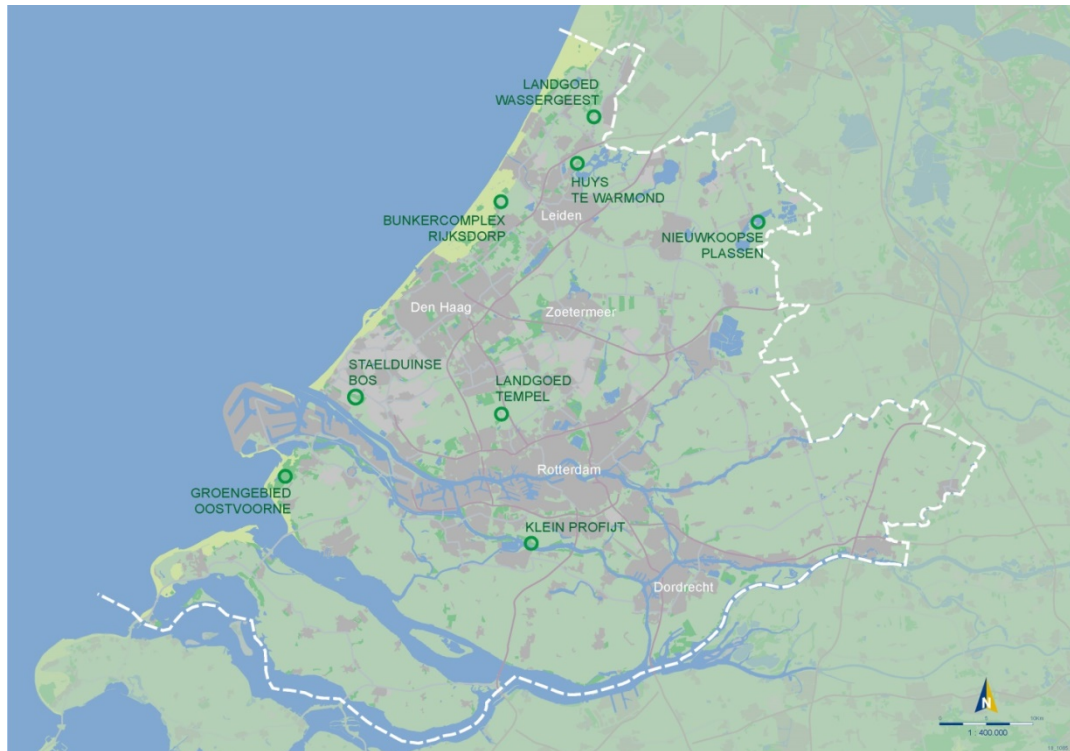 LANDGOED
WASSERGEEST
HUYS
TE WARMOND
BUNKERCOMPLEX
RIJKSDORP
Leiden
NIEUWKOOPSE
PLASSEN
Den Haag
Zoetermeer
STAELDUINSE
BOS
LANDGOED
TEMPEL
Rotterdam
GROENGEBIED
OOSTVOORNE
KLEIN PROFIJT
Dordrecht
N
1 : 400.000